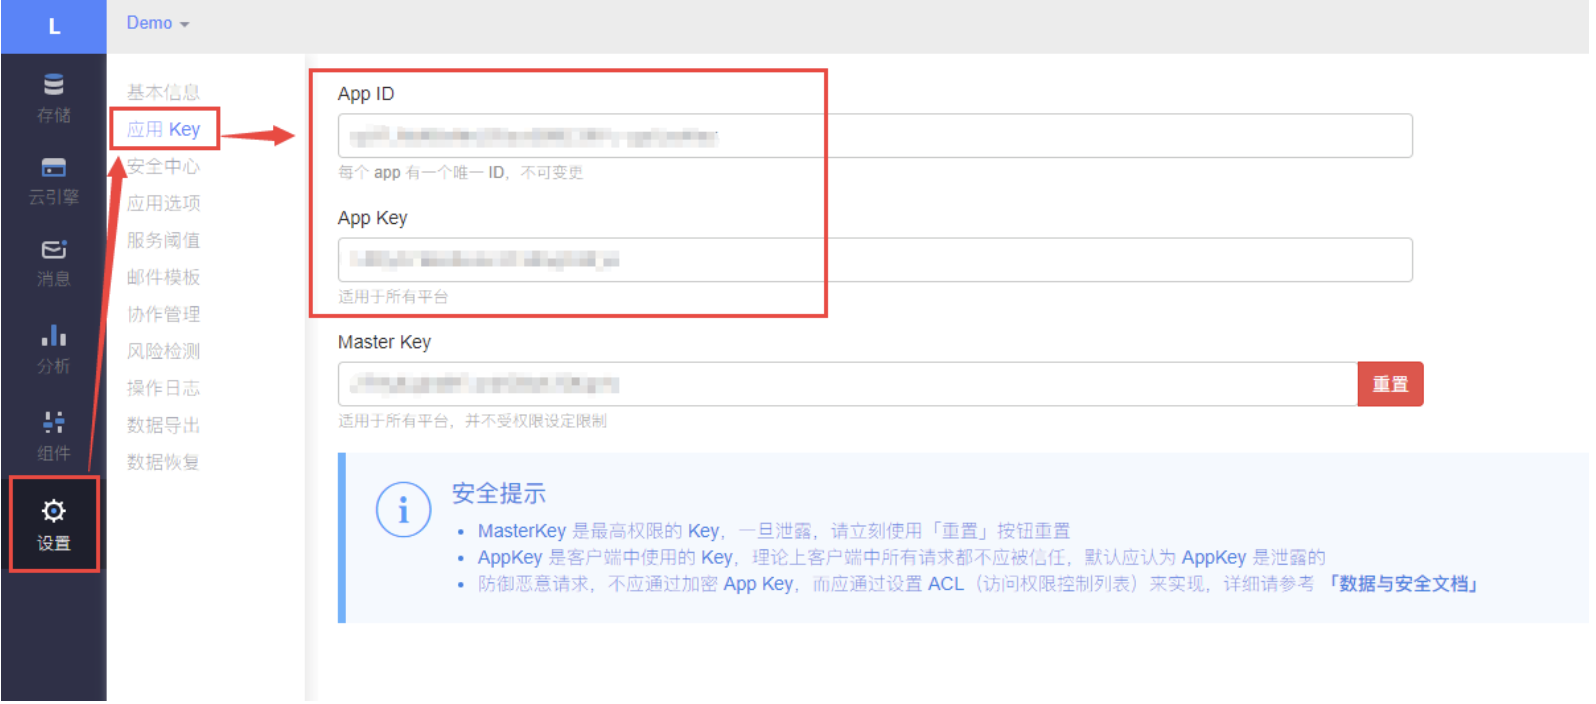 L
Demo
存储
云引擎
消息
分析
组件
设置
基本信息
应用 Key
安全中心
应用选项
服务阈值
邮件模板
协作管理
风险检测
操作日志
数据导出
数据恢复
App ID
每个 app 有一个唯一 ID，不可变更
App Key
适用于所有平台
Master Key
重置
适用于所有平台，并不受权限设定限制
安全提示
MasterKey 是最高权限的 Key，一旦泄露，请立刻使用「重置」按钮重置
AppKey 是客户端中使用的 Key，理论上客户端中所有请求都不应被信任，默认应认为 AppKey 是泄露的
防御恶意请求，不应通过加密 App Key，而应通过设置 ACL（访问权限控制列表）来实现，详细请参考 「数据与安全文档」